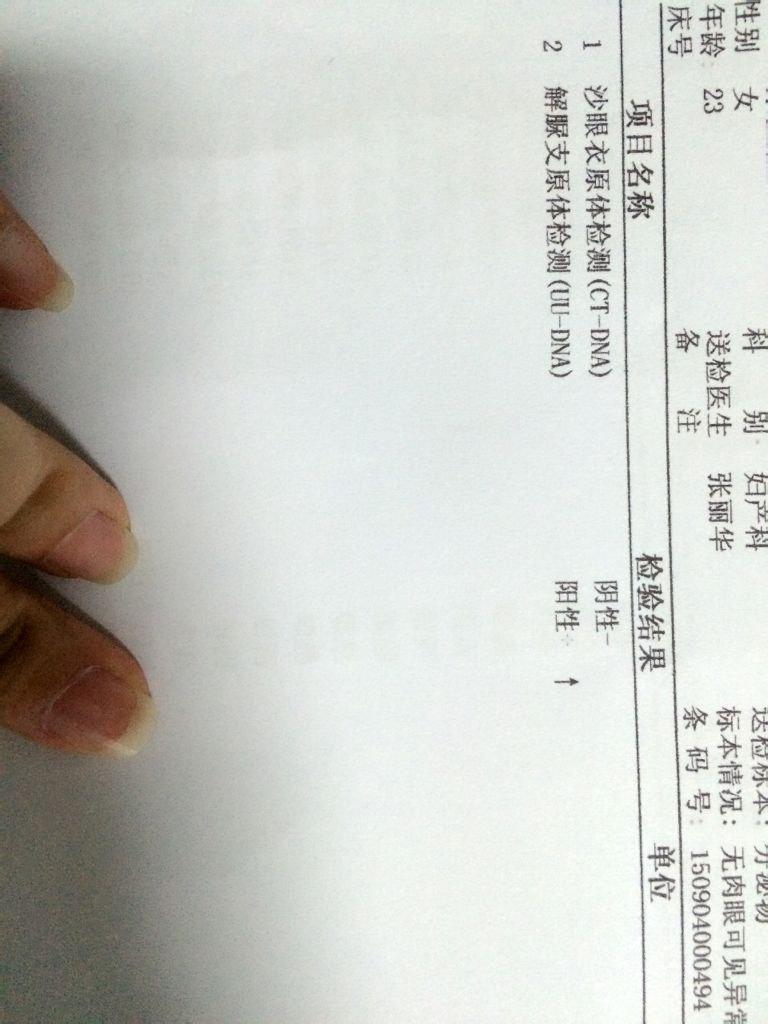 性别 女 科 别 妇产科 送检标本: 分泌物
年龄 23 送检医生 张丽华 标本情况: 无肉眼可见异常
床号 备 注 条 码 号: 150904000494
项目名称 检验结果 单位
1 沙眼衣原体检测(CT-DNA) 阴性-
2 解脲支原体检测(UU-DNA) 阳性 ↑